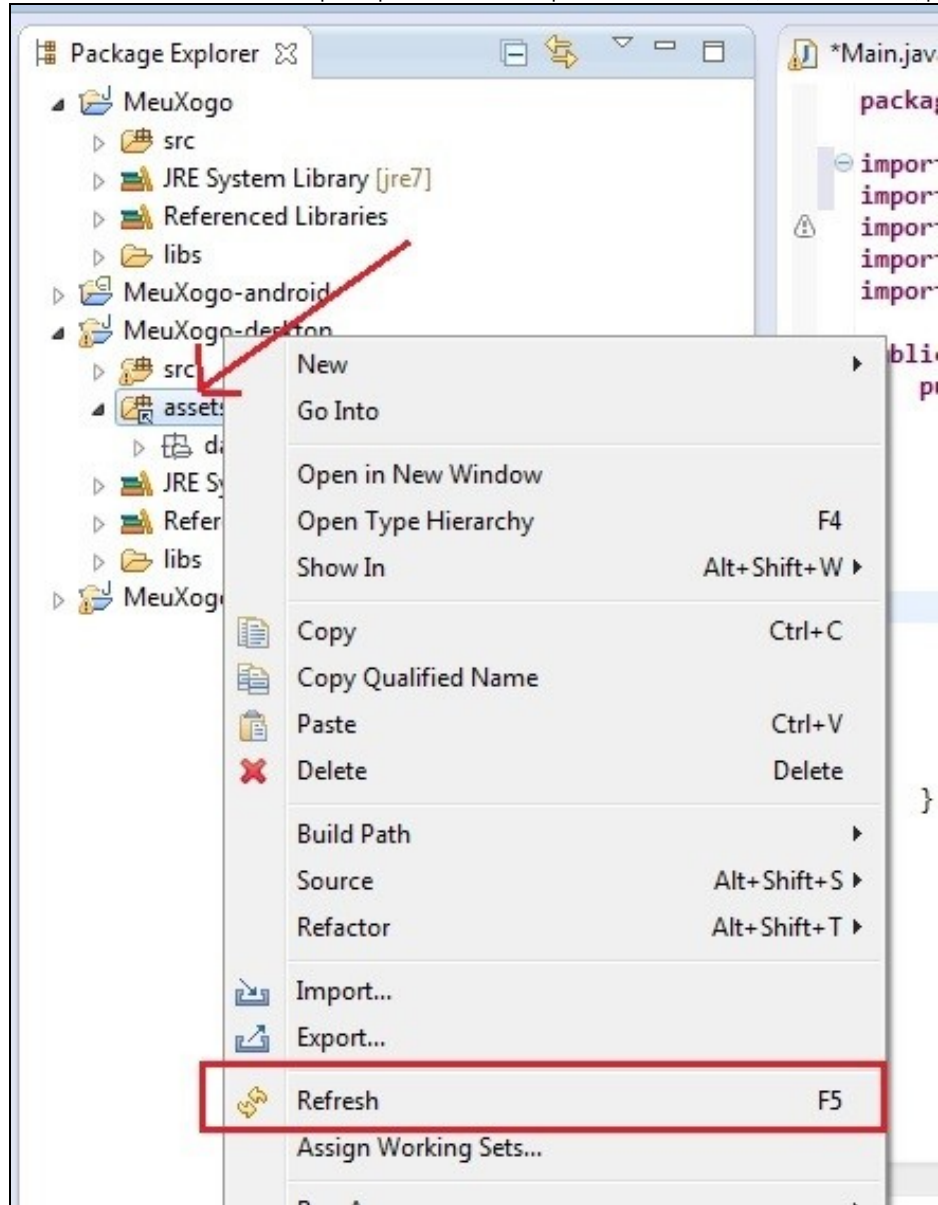 Package Explorer
MeuXogo
src
JRE System Library [jre7]
Referenced Libraries
libs
MeuXogo-android
MeuXogo-desktop
src
assets
JRE
libs
*Main.jav
packag
import
import
import
import
import
New
Go Into
Open in New Window
Open Type Hierarchy F4
Show In Alt+Shift+W
Copy Ctrl+C
Copy Qualified Name
Paste Ctrl+V
Delete Delete
Build Path
Source Alt+Shift+S
Refactor Alt+Shift+T
Import...
Export...
Refresh F5
Assign Working Sets...
}